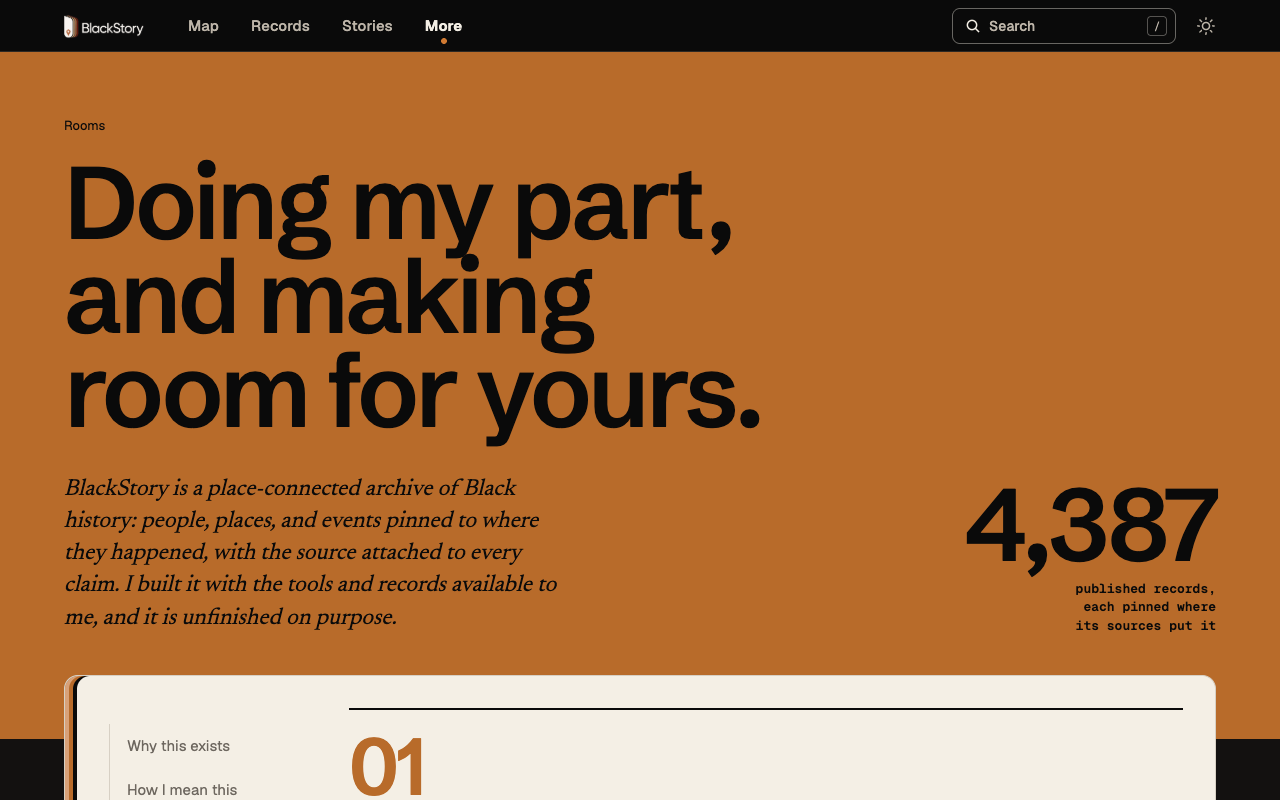 BlackStory
Map
Records
Stories
More
Search
/
Rooms
Doing my part,
and making
room for yours.
BlackStory is a place-connected archive of Black
history: people, places, and events pinned to where
they happened, with the source attached to every
claim. I built it with the tools and records available to
me, and it is unfinished on purpose.
4,387
published records,
each pinned where
its sources put it
Why this exists
How I mean this
01